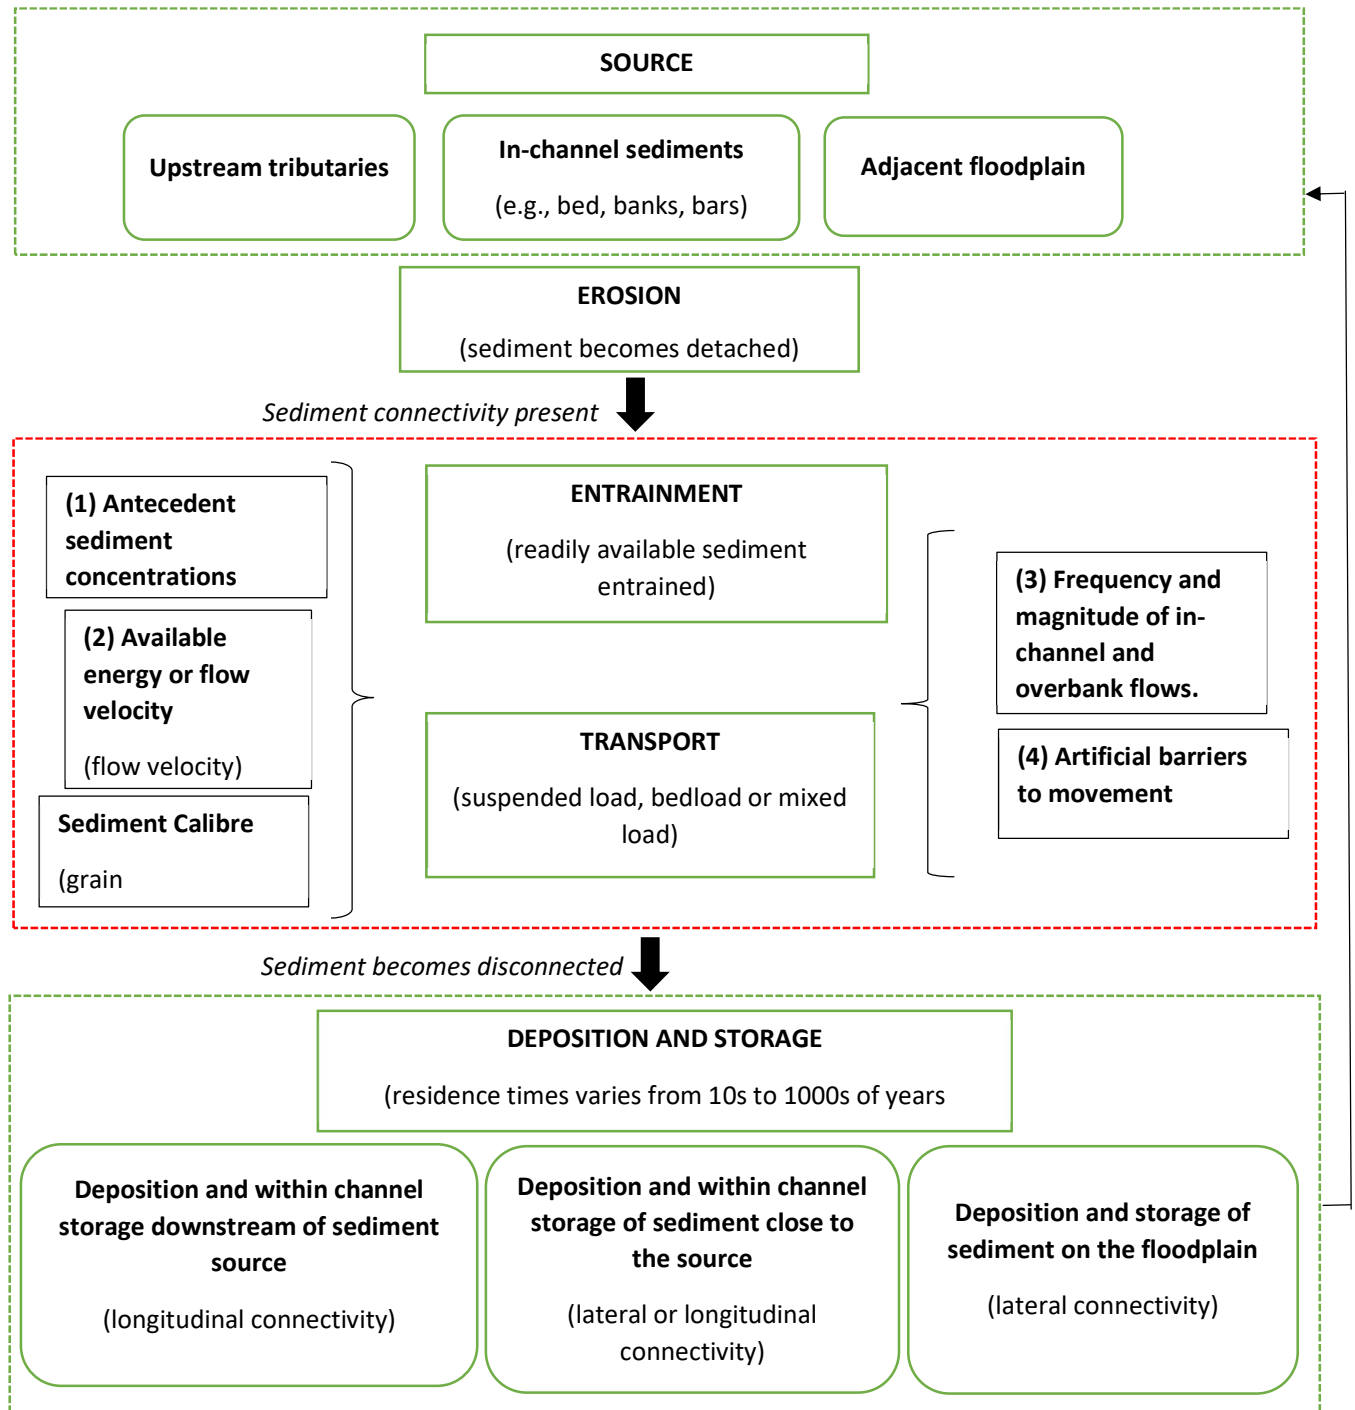 SOURCE
Upstream tributaries
In-channel sediments
(e.g., bed, banks, bars)
Adjacent floodplain
EROSION
(sediment becomes detached)
Sediment connectivity present
(1) Antecedent
sediment
concentrations
(2) Available
energy or flow
velocity
(flow velocity)
Sediment Calibre
(grain
ENTRAINMENT
(readily available sediment
entrained)
TRANSPORT
(suspended load, bedload or mixed
load)
(3) Frequency and
magnitude of in-
channel and
overbank flows.
(4) Artificial barriers
to movement
Sediment becomes disconnected
DEPOSITION AND STORAGE
(residence times varies from 10s to 1000s of years
Deposition and within channel
storage downstream of sediment
source
(longitudinal connectivity)
Deposition and within channel
storage of sediment close to
the source
(lateral or longitudinal
connectivity)
Deposition and storage of
sediment on the floodplain
(lateral connectivity)